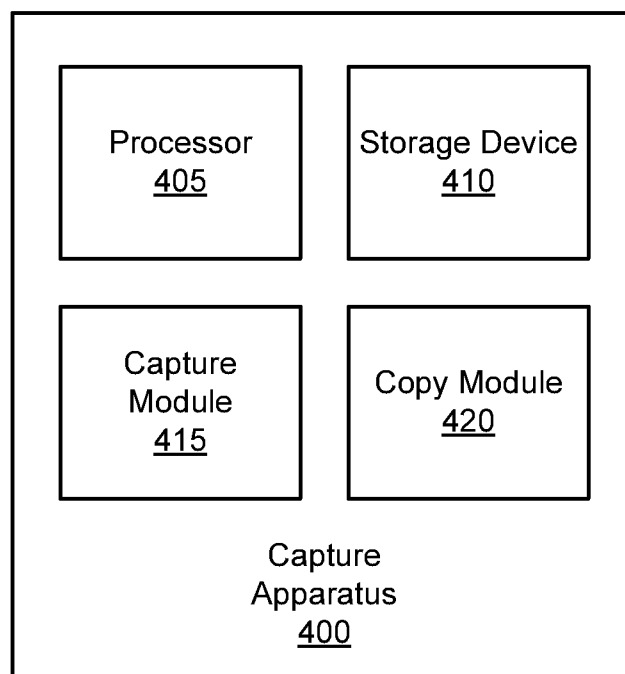 Processor
405
Storage Device
410
Capture
Module
415
Copy Module
420
Capture
Apparatus
400